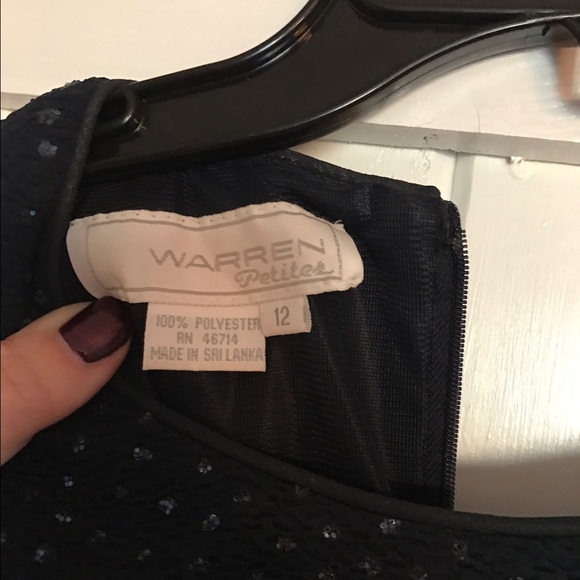 WARREN
Petites
100% POLYESTER
RN 46714
MADE IN SRI LANKA
12